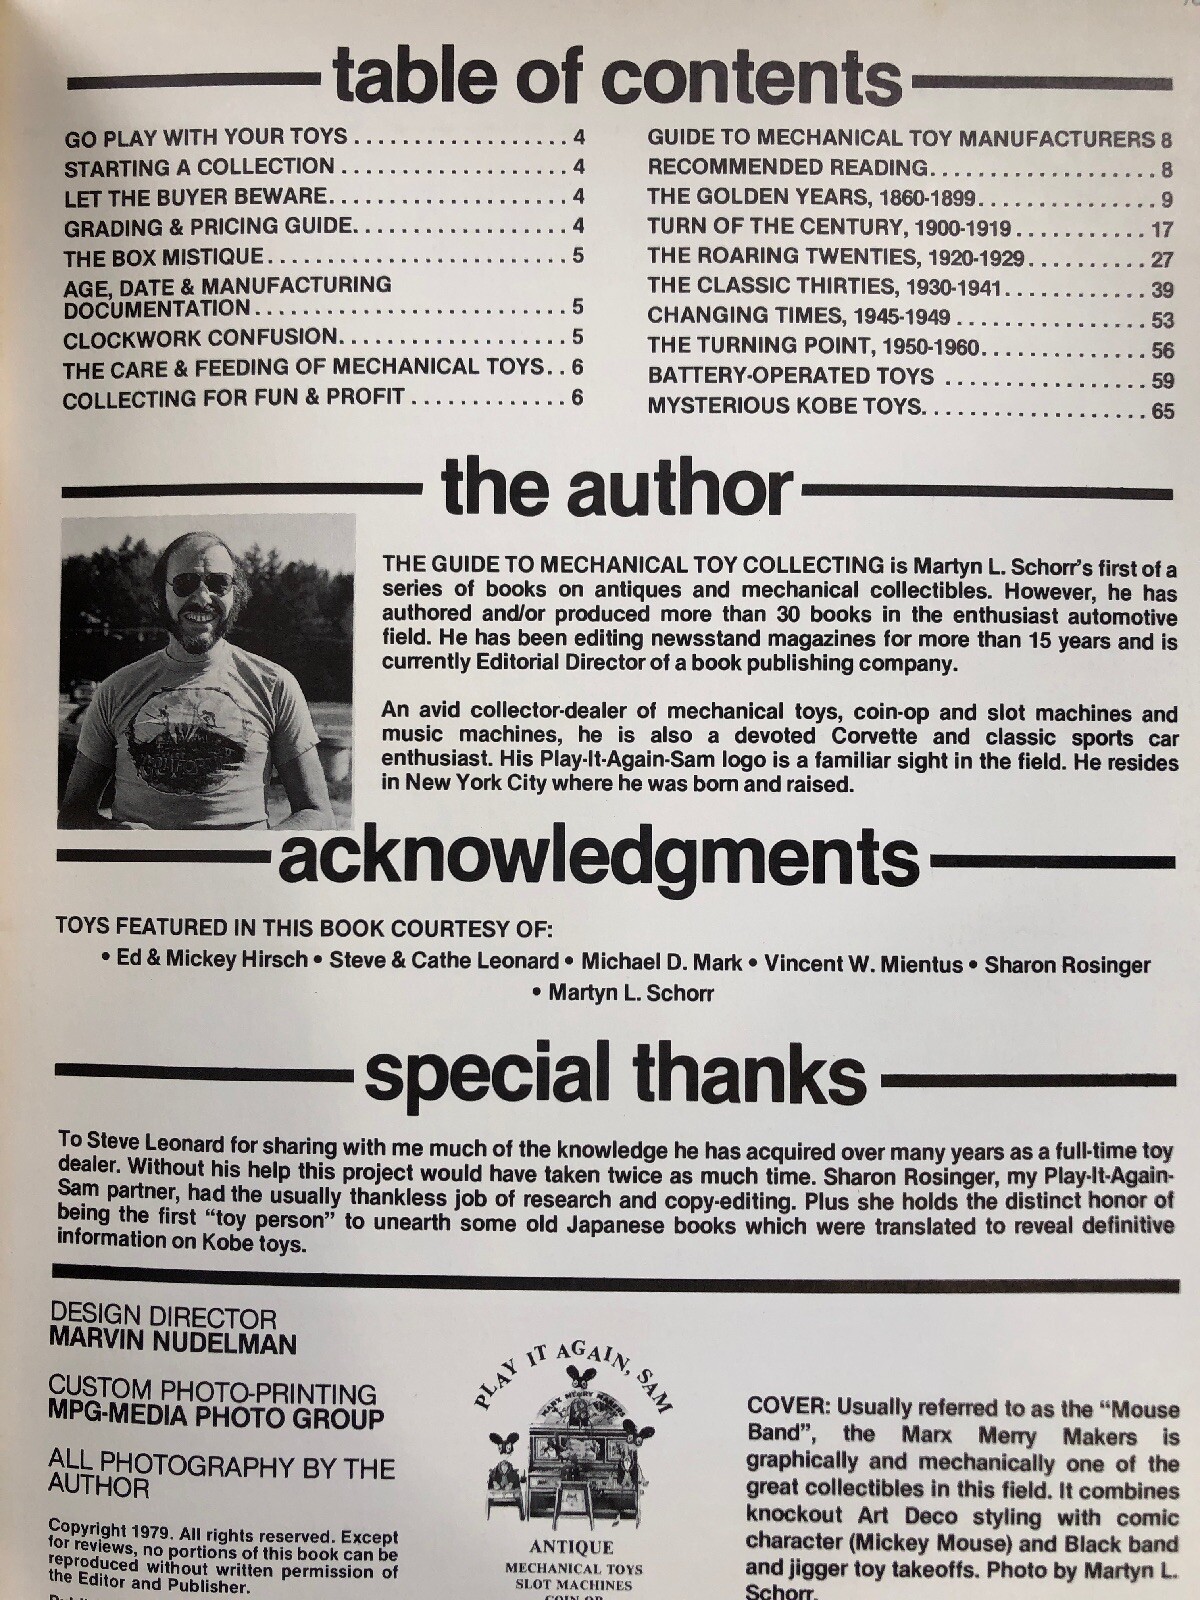 table of contents
GO PLAY WITH YOUR TOYS . . . . . . . . . . . . . . . . . . 4
STARTING A COLLECTION . . . . . . . . . . . . . . . . . . . 4
LET THE BUYER BEWARE. . . . . . . . . . . . . . . . . . . . 4
GRADING & PRICING GUIDE. . . . . . . . . . . . . . . . . . 4
THE BOX MISTIQUE. . . . . . . . . . . . . . . . . . . . . . . . . 5
AGE, DATE & MANUFACTURING
DOCUMENTATION. . . . . . . . . . . . . . . . . . . . . . . . . . 5
CLOCKWORK CONFUSION. . . . . . . . . . . . . . . . . . . 5
THE CARE & FEEDING OF MECHANICAL TOYS. . 6
COLLECTING FOR FUN & PROFIT . . . . . . . . . . . . . 6
GUIDE TO MECHANICAL TOY MANUFACTURERS 8
RECOMMENDED READING. . . . . . . . . . . . . . . . . . . 8
THE GOLDEN YEARS, 1860-1899. . . . . . . . . . . . . . . 9
TURN OF THE CENTURY, 1900-1919 . . . . . . . . . . . 17
THE ROARING TWENTIES, 1920-1929. . . . . . . . . . 27
THE CLASSIC THIRTIES, 1930-1941. . . . . . . . . . . . 39
CHANGING TIMES, 1945-1949 . . . . . . . . . . . . . . . . 53
THE TURNING POINT, 1950-1960. . . . . . . . . . . . . . 56
BATTERY-OPERATED TOYS . . . . . . . . . . . . . . . . . 59
MYSTERIOUS KOBE TOYS. . . . . . . . . . . . . . . . . . . 65
the author
THE GUIDE TO MECHANICAL TOY COLLECTING is Martyn L. Schorr's first of a
series of books on antiques and mechanical collectibles. However, he has
authored and/or produced more than 30 books in the enthusiast automotive
field. He has been editing newsstand magazines for more than 15 years and is
currently Editorial Director of a book publishing company.
An avid collector-dealer of mechanical toys, coin-op and slot machines and
music machines, he is also a devoted Corvette and classic sports car
enthusiast. His Play-It-Again-Sam logo is a familiar sight in the field. He resides
in New York City where he was born and raised.
acknowledgments
TOYS FEATURED IN THIS BOOK COURTESY OF:
• Ed & Mickey Hirsch • Steve & Cathe Leonard • Michael D. Mark • Vincent W. Mientus • Sharon Rosinger
• Martyn L. Schorr
special thanks
To Steve Leonard for sharing with me much of the knowledge he has acquired over many years as a full-time toy
dealer. Without his help this project would have taken twice as much time. Sharon Rosinger, my Play-It-Again-
Sam partner, had the usually thankless job of research and copy-editing. Plus she holds the distinct honor of
being the first “toy person” to unearth some old Japanese books which were translated to reveal definitive
information on Kobe toys.
DESIGN DIRECTOR
MARVIN NUDELMAN
CUSTOM PHOTO-PRINTING
MPG-MEDIA PHOTO GROUP
ALL PHOTOGRAPHY BY THE
AUTHOR
Copyright 1979. All rights reserved. Except
for reviews, no portions of this book can be
reproduced without written permission of
the Editor and Publisher.
PLAY IT AGAIN, SAM
ANTIQUE
MECHANICAL TOYS
SLOT MACHINES
COIN OP
COVER: Usually referred to as the “Mouse
Band”, the Marx Merry Makers is
graphically and mechanically one of the
great collectibles in this field. It combines
knockout Art Deco styling with comic
character (Mickey Mouse) and Black band
and jigger toy takeoffs. Photo by Martyn L.
Schorr.